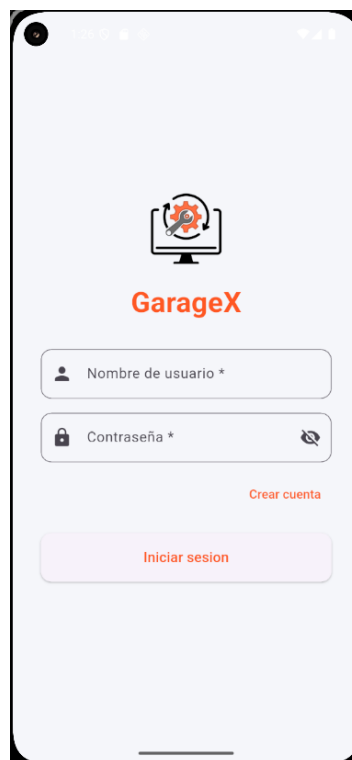 GarageX
Nombre de usuario *
Contraseña *
Crear cuenta
Iniciar sesion